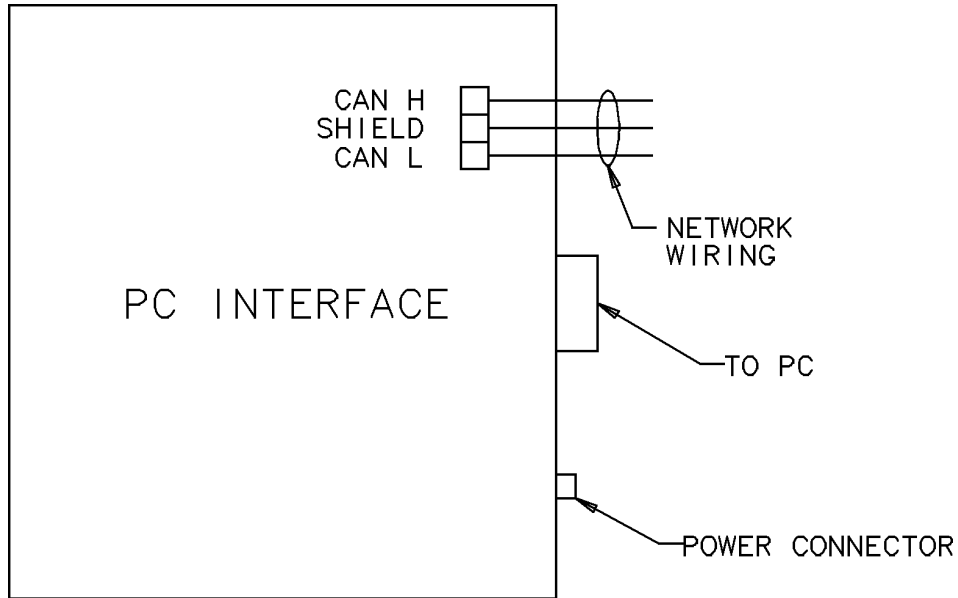 CAN H
SHIELD
CAN L
NETWORK
WIRING
PC INTERFACE
TO PC
POWER CONNECTOR